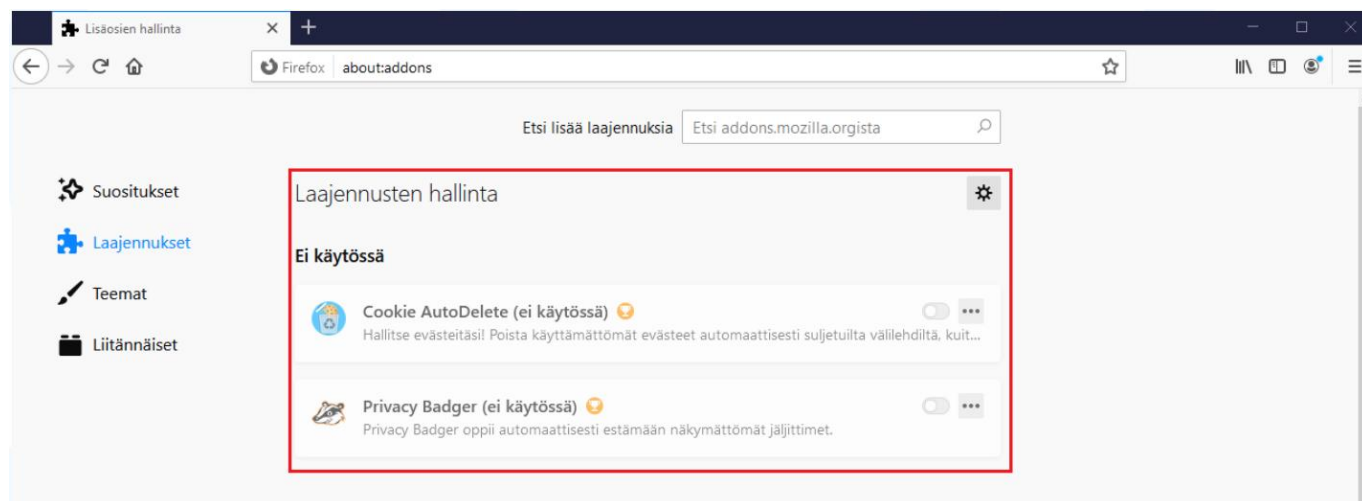 Lisäosien hallinta
Firefox about:addons
Etsi lisää laajennuksia Etsi addons.mozilla.orgista
Suositukset
Laajennukset
Teemat
Liitännäiset
Laajennusten hallinta
Ei käytössä
Cookie AutoDelete (ei käytössä)
Hallitse evästeitäsi! Poista käyttämättömät evästeet automaattisesti suljetuilta välilehdiltä, kuit...
Privacy Badger (ei käytössä)
Privacy Badger oppii automaattisesti estämään näkymättömät jäljittimet.